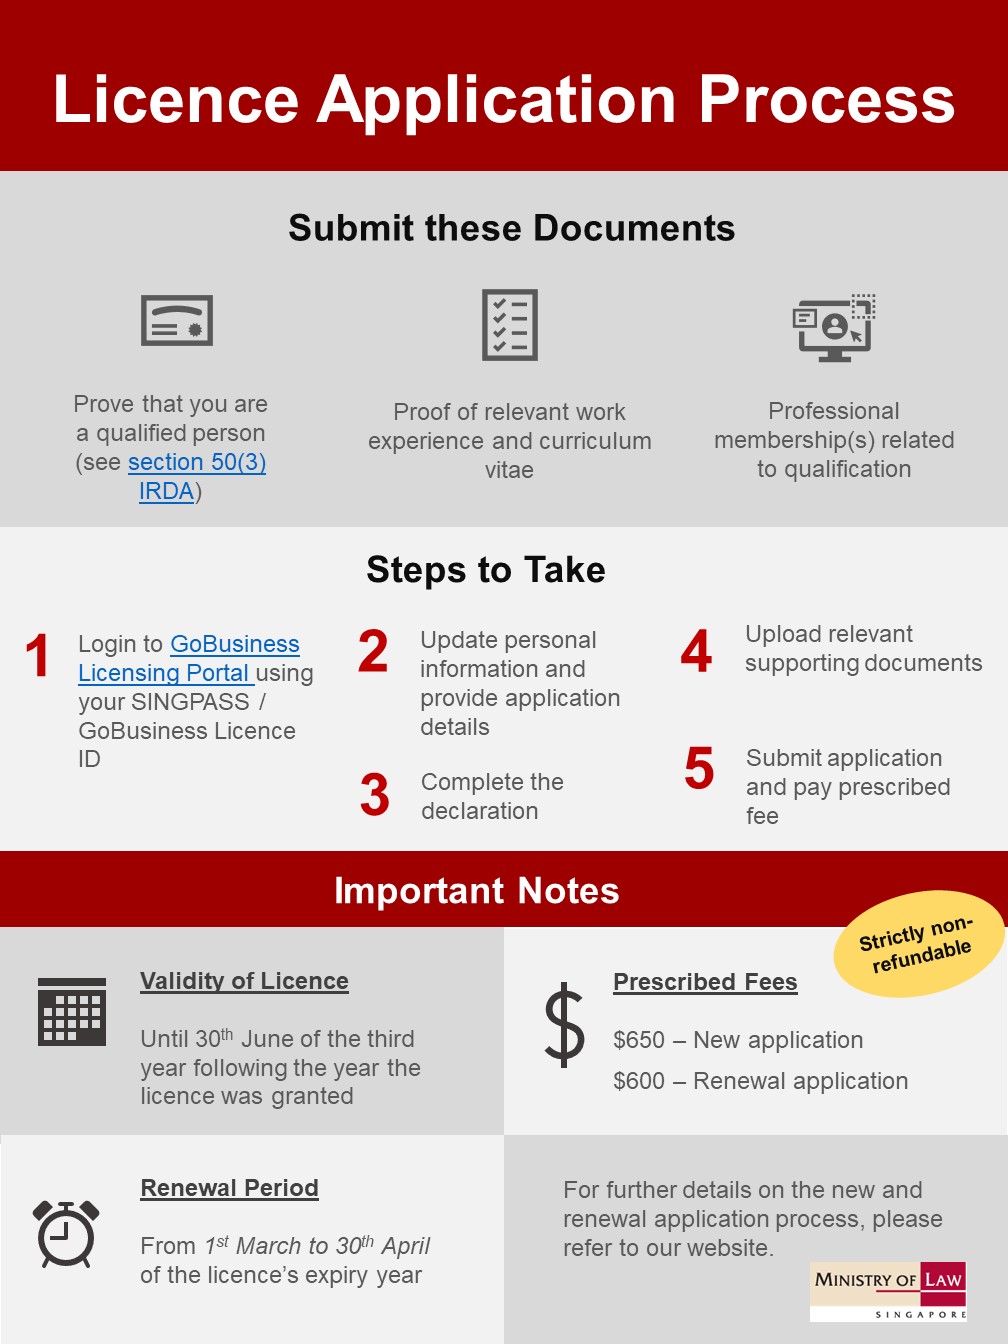 Licence Application Process
Submit these Documents
Prove that you are
a qualified person
(see section 50(3)
IRDA)
Proof of relevant work
experience and curriculum
vitae
Professional
membership(s) related
to qualification
Steps to Take
1
Login to GoBusiness
Licensing Portal using
your SINGPASS /
GoBusiness Licence
ID
2
Update personal
information and
provide application
details
3
Complete the
declaration
4
Upload relevant
supporting documents
5
Submit application
and pay prescribed
fee
Important Notes
Validity of Licence
Until 30th June of the third
year following the year the
licence was granted
Strictly non-
refundable
$
Prescribed Fees
$650 – New application
$600 – Renewal application
Renewal Period
From 1st March to 30th April
of the licence's expiry year
For further details on the new and
renewal application process, please
refer to our website.
MINISTRY OF LAW
SINGAPORE